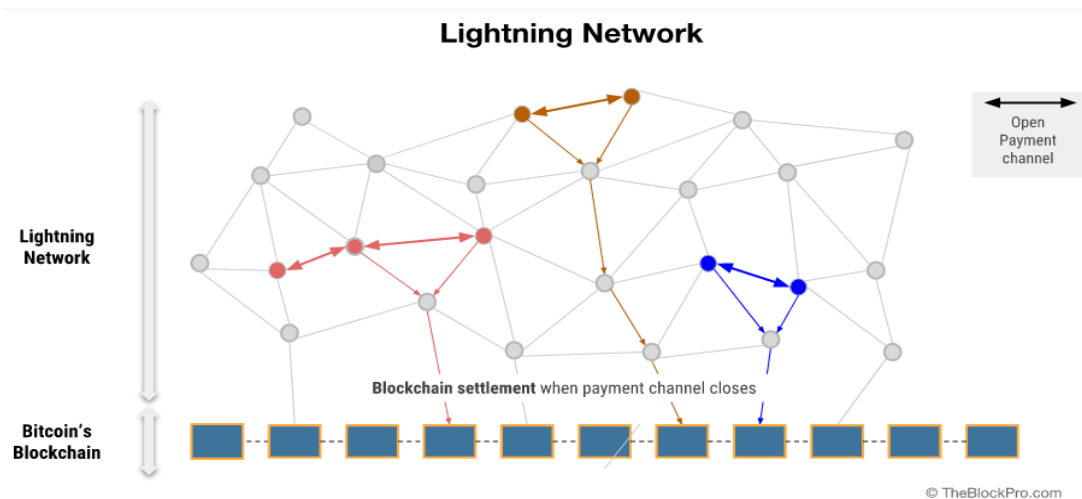 Lightning Network
Open
Payment
channel
Lightning
Network
Blockchain settlement when payment channel closes
Bitcoin's
Blockchain
© TheBlockPro.com